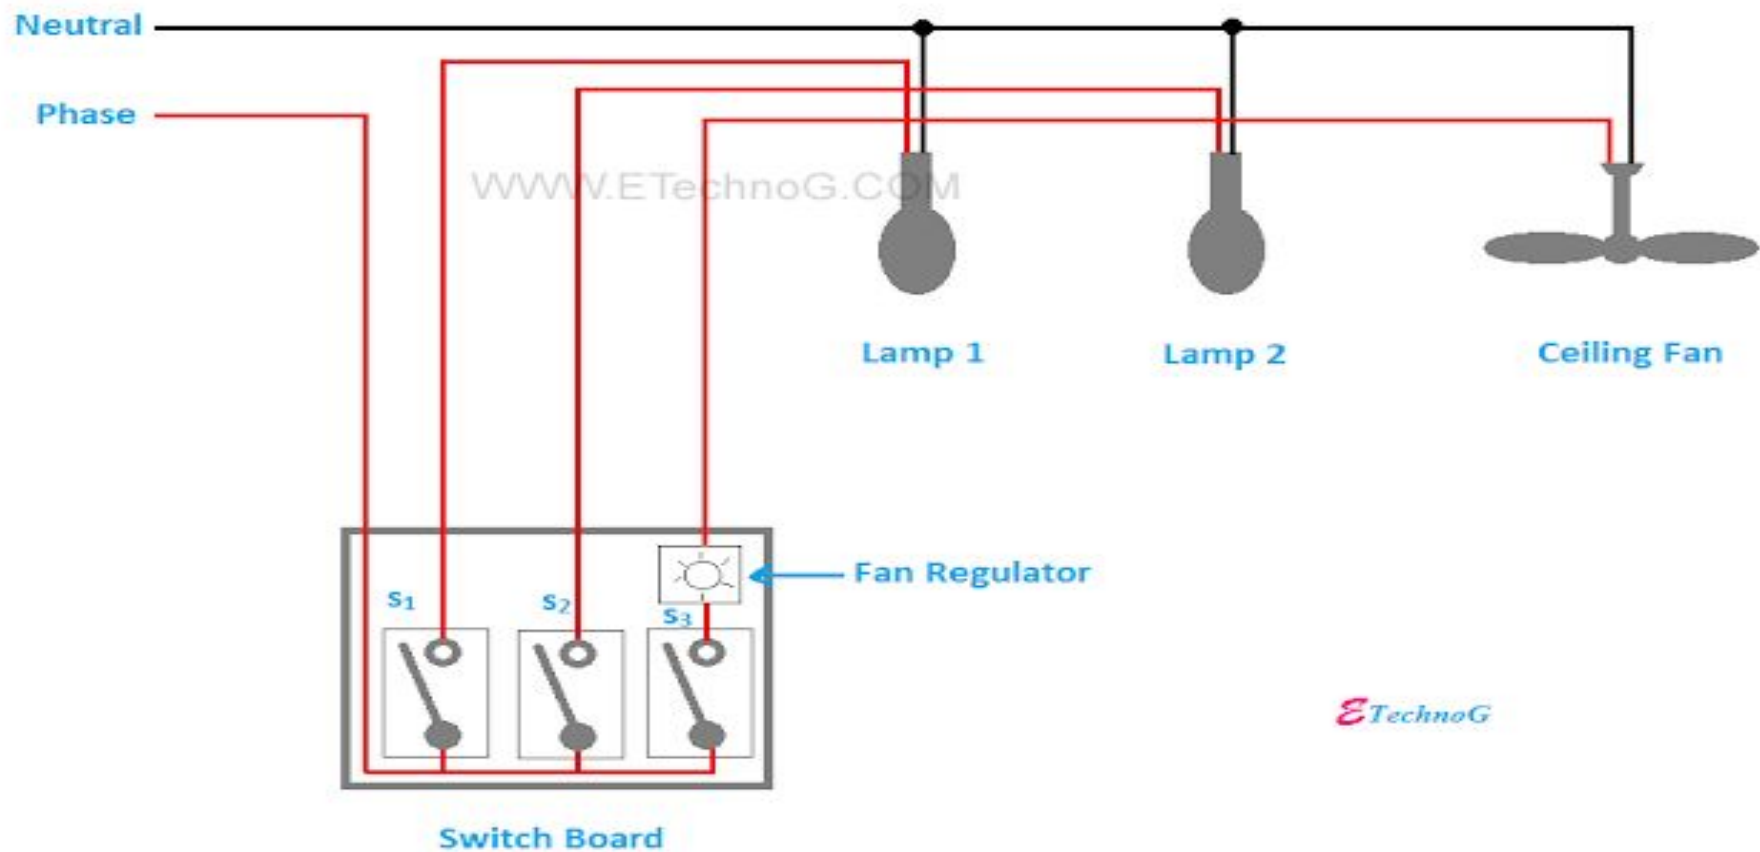 Neutral
Phase
WWW.ETechnoG.COM
Lamp 1
Lamp 2
Ceiling Fan
Fan Regulator
S₁
S₂
S₃
ETechnoG
Switch Board